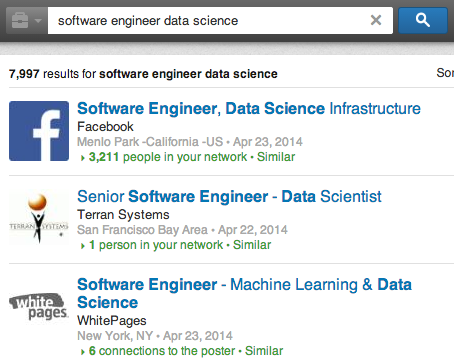 software engineer data science
7,997 results for software engineer data science
Sor
f
Software Engineer, Data Science Infrastructure
Facebook
Menlo Park -California -US • Apr 23, 2014
3,211 people in your network • Similar
TERRAN SYSTEMS
Senior Software Engineer - Data Scientist
Terran Systems
San Francisco Bay Area • Apr 22, 2014
1 person in your network • Similar
white
pages
Software Engineer - Machine Learning & Data
Science
WhitePages
New York, NY • Apr 23, 2014
6 connections to the poster • Similar